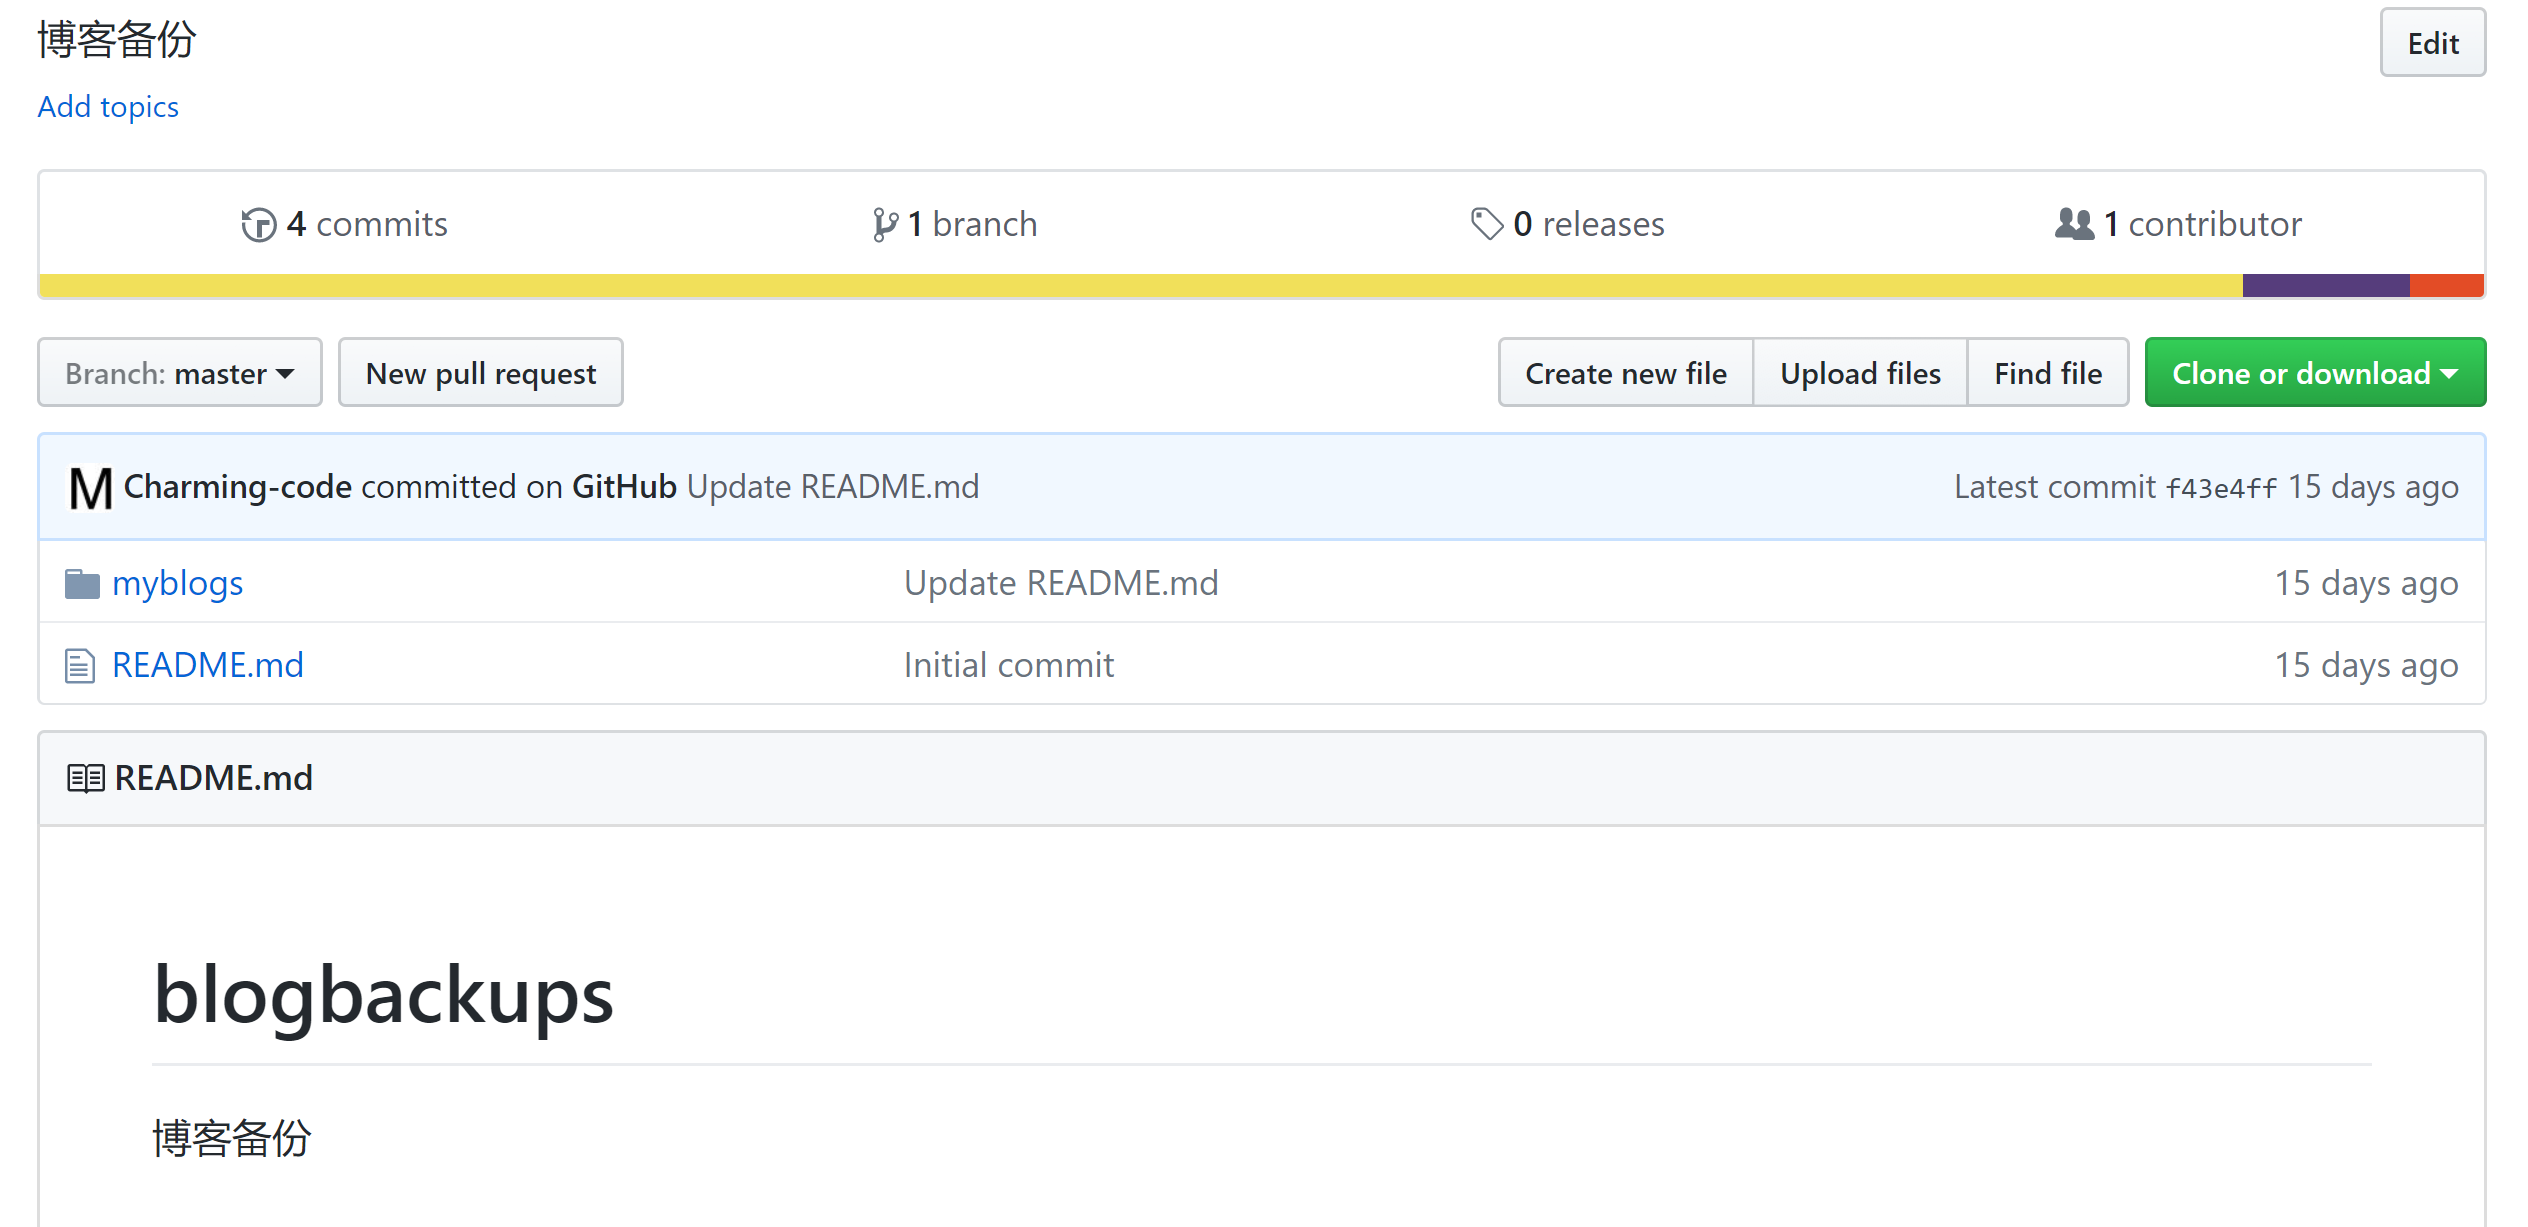 博客备份
Edit
Add topics
4 commits
1 branch
0 releases
1 contributor
Branch: master
New pull request
Create new file
Upload files
Find file
Clone or download
M Charming-code committed on GitHub Update README.md
Latest commit f43e4ff 15 days ago
myblogs
Update README.md
15 days ago
README.md
Initial commit
15 days ago
README.md
blogbackups
博客备份